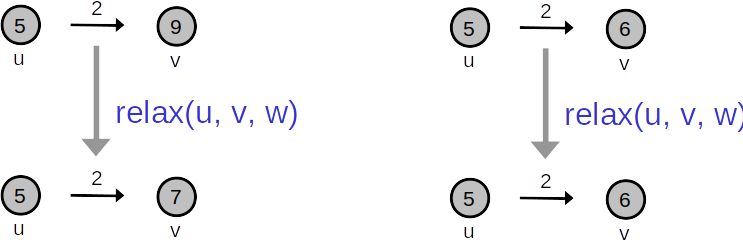 2 2
5 9 5 6
u v u v
relax(u, v, w) relax(u, v, w)
2 2
5 7 5 6
u v u v